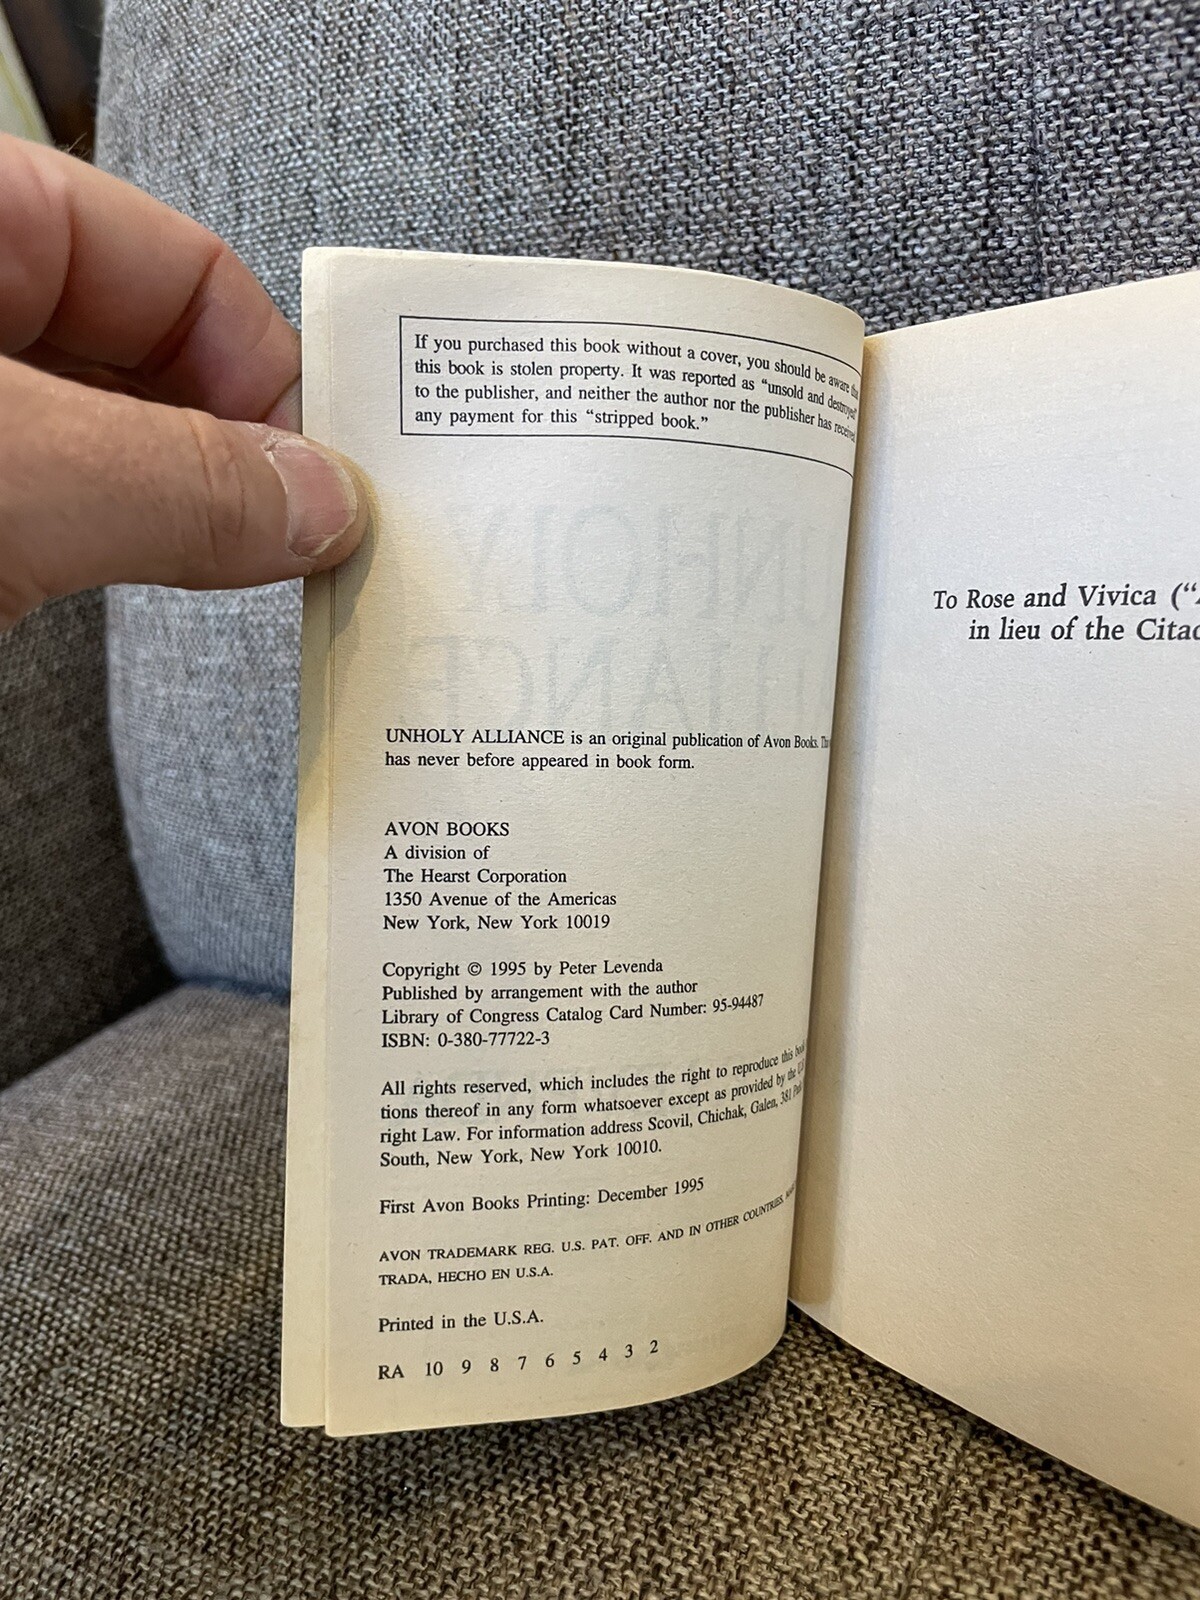 If you purchased this book without a cover, you should be aware that
this book is stolen property. It was reported as “unsold and destroyed”
to the publisher, and neither the author nor the publisher has received
any payment for this “stripped book.”
UNHOLY ALLIANCE is an original publication of Avon Books.
has never before appeared in book form.
AVON BOOKS
A division of
The Hearst Corporation
1350 Avenue of the Americas
New York, New York 10019
Copyright © 1995 by Peter Levenda
Published by arrangement with the author
Library of Congress Catalog Card Number: 95-94487
ISBN: 0-380-77722-3
All rights reserved, which includes the right to reproduce this book
tions thereof in any form whatsoever except as provided by the U.S.
right Law. For information address Scovil, Chichak, Galen, 381 Park
South, New York, New York 10010.
First Avon Books Printing: December 1995
AVON TRADEMARK REG. U.S. PAT. OFF. AND IN OTHER COUNTRIES,
TRADA, HECHO EN U.S.A.
Printed in the U.S.A.
RA 10 9 8 7 6 5 4 3 2
To Rose and Vivica (“
in lieu of the